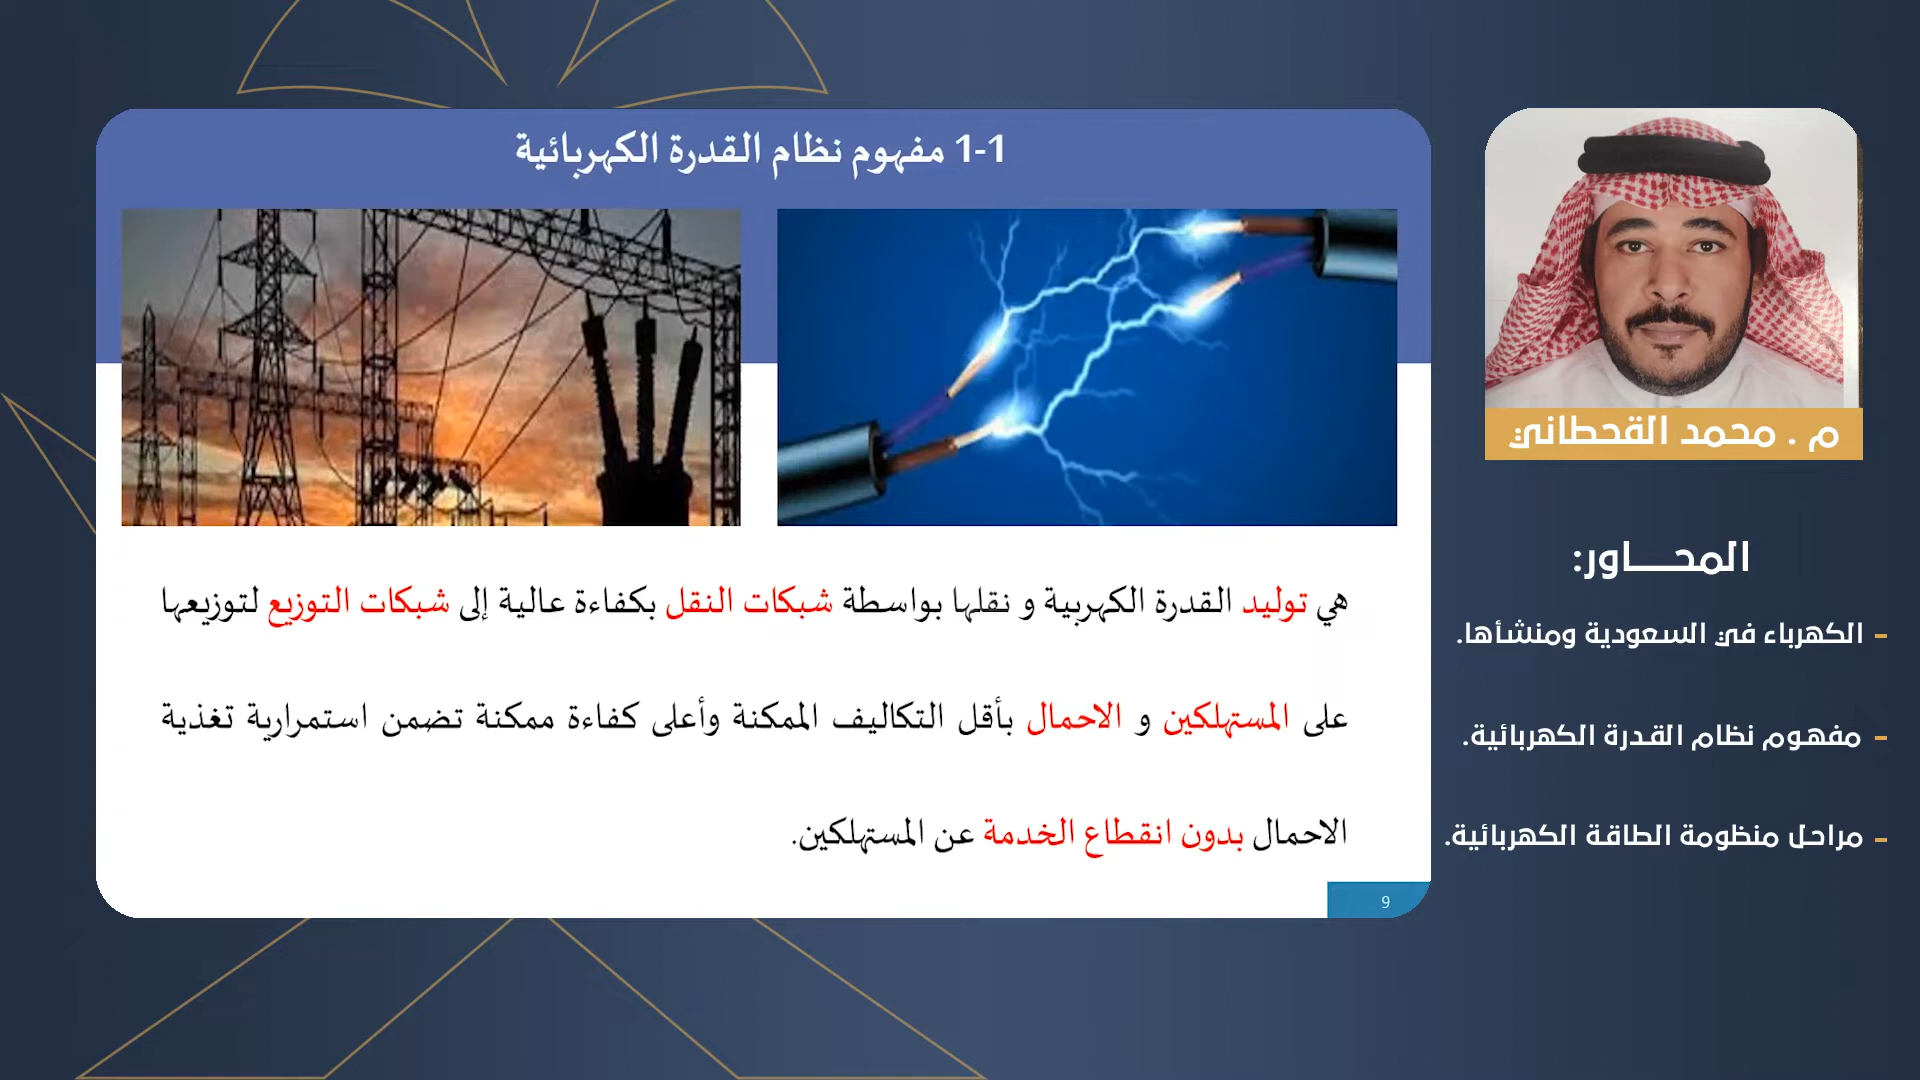 1-1 مفهوم نظام القدرة الكهربائية
هي توليد القدرة الكهربية و نقلها بواسطة شبكات النقل بكفاءة عالية إلى شبكات التوزيع لتوزيعها
على المستهلكين و الاحمال بأقل التكاليف الممكنة وأعلى كفاءة ممكنة تضمن استمرارية تغذية
الاحمال بدون انقطاع الخدمة عن المستهلكين.
9
م . محمد القحطاني
المحـــاور:
- الكهرباء في السعودية ومنشأها.
- مفهوم نظام القدرة الكهربائية.
- مراحل منظومة الطاقة الكهربائية.